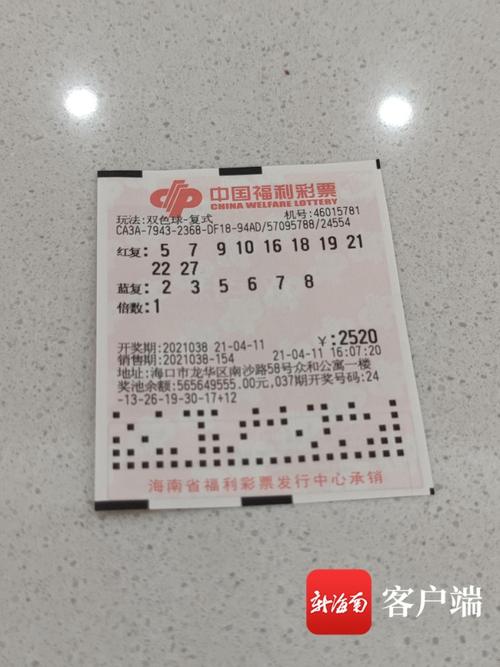 中国福利彩票
CHINA WELFARE LOTTERY
玩法:双色球-复式 机号:46015781
CA3A-7943-2368-DF18-94AD/57095788/24554
红复: 5 7 9 10 16 18 19 21
22 27
蓝复: 2 3 5 6 7 8
倍数:1
开奖期:2021038 21-04-11 ¥:2520
销售期:2021038-154 21-04-11 16:07:20
地址:海口市龙华区南沙路58号众和公寓一楼
奖池余额:565649555.00元,037期开奖号码:24
-13-26-19-30-17+12
海南省福利彩票发行中心承销
新海南 客户端